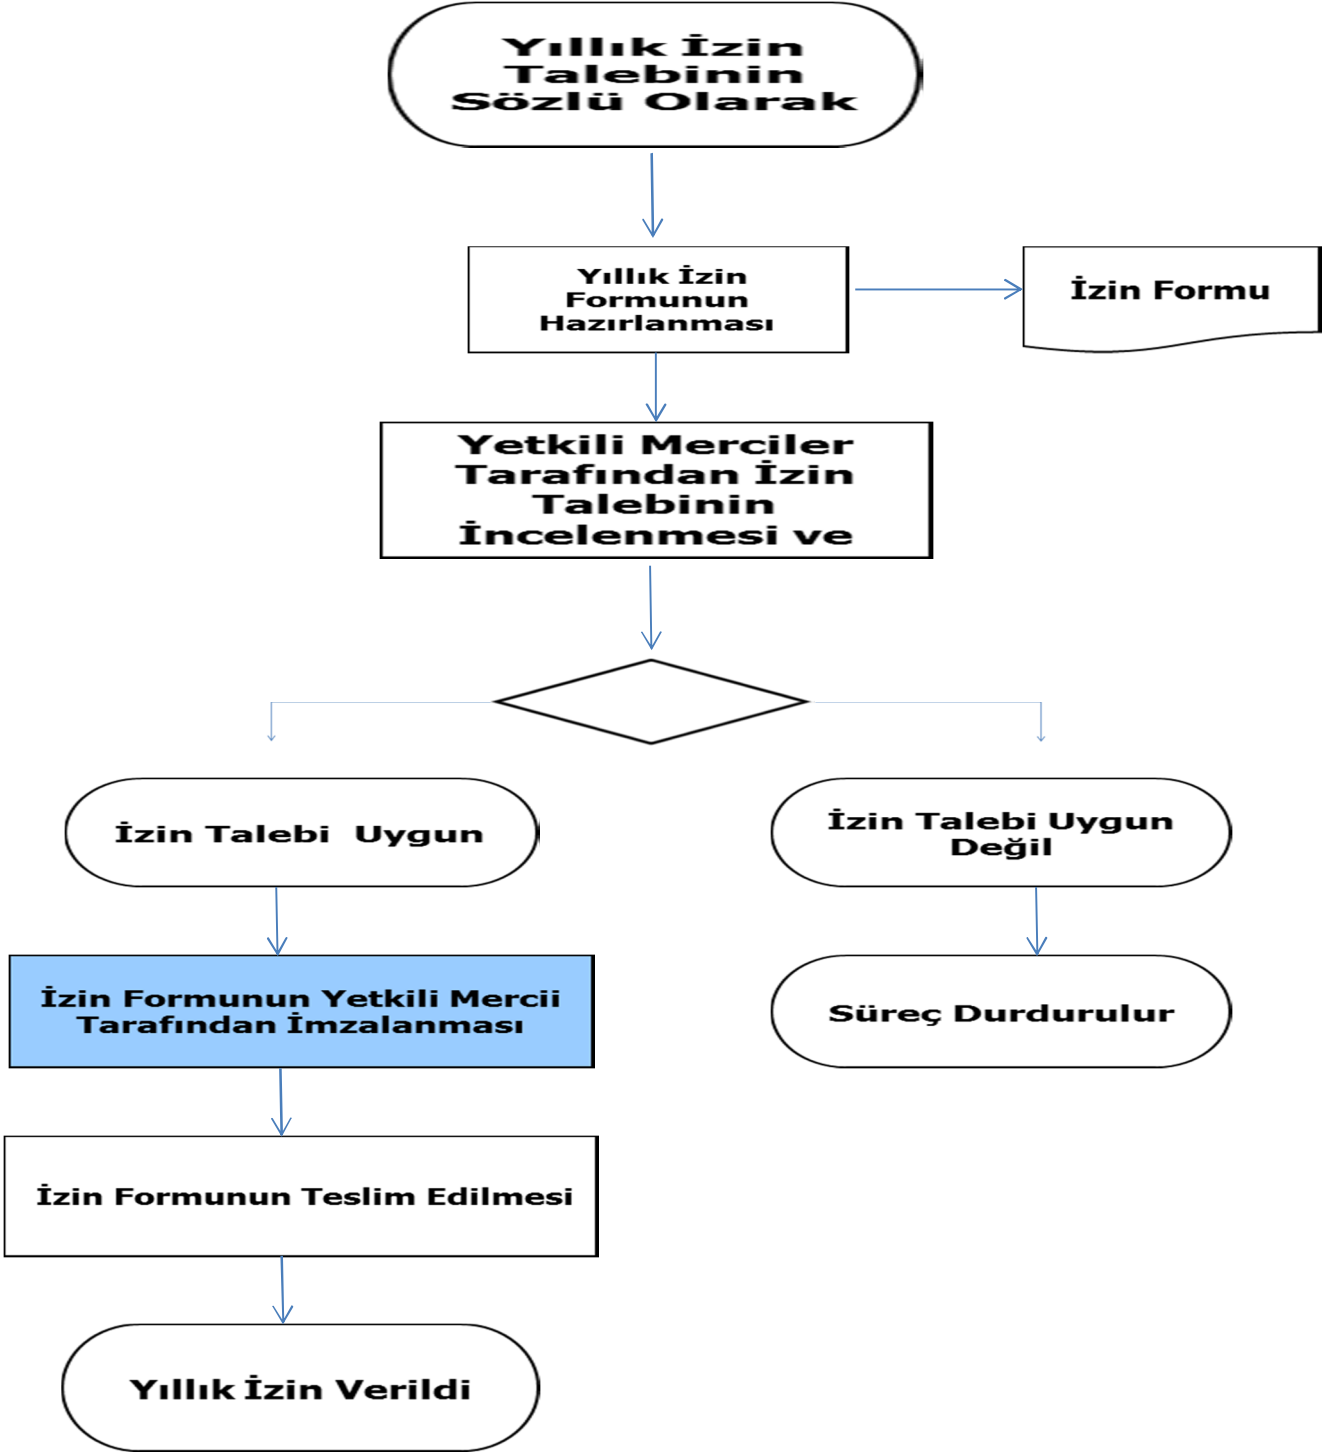 Yıllık İzin
Talebinin
Sözlü Olarak
Yıllık İzin
Formunun
Hazırlanması
İzin Formu
Yetkili Merciler
Tarafından İzin
Talebinin
İncelenmesi ve
İzin Talebi Uygun
İzin Talebi Uygun
Değil
İzin Formunun Yetkili Mercii
Tarafından İmzalanması
Süreç Durdurulur
İzin Formunun Teslim Edilmesi
Yıllık İzin Verildi